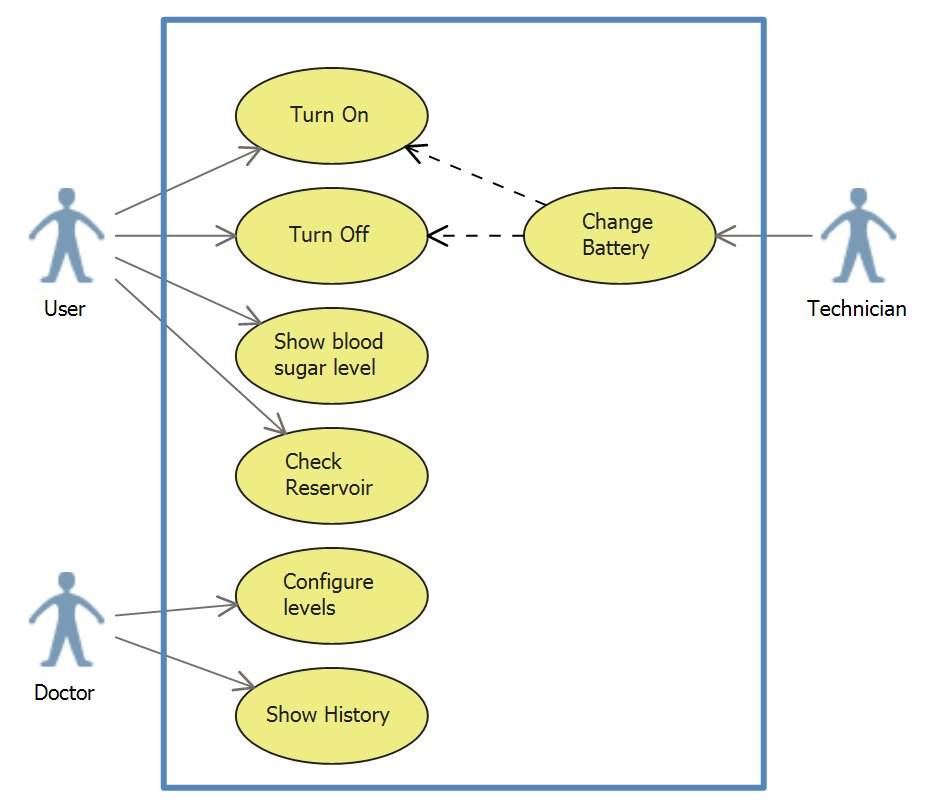 Turn On
Turn Off
Change
Battery
User
Technician
Show blood
sugar level
Check
Reservoir
Configure
levels
Doctor
Show History